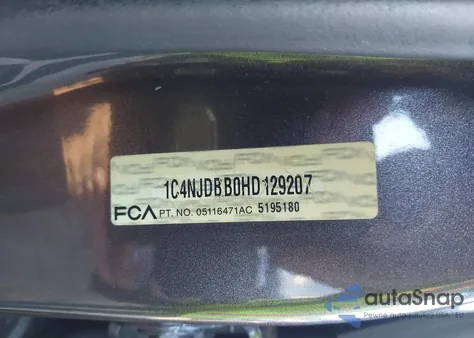 1C4NJDBB0HD129207
FCA PT. NO. 05116471AC 5195180
autoSnap